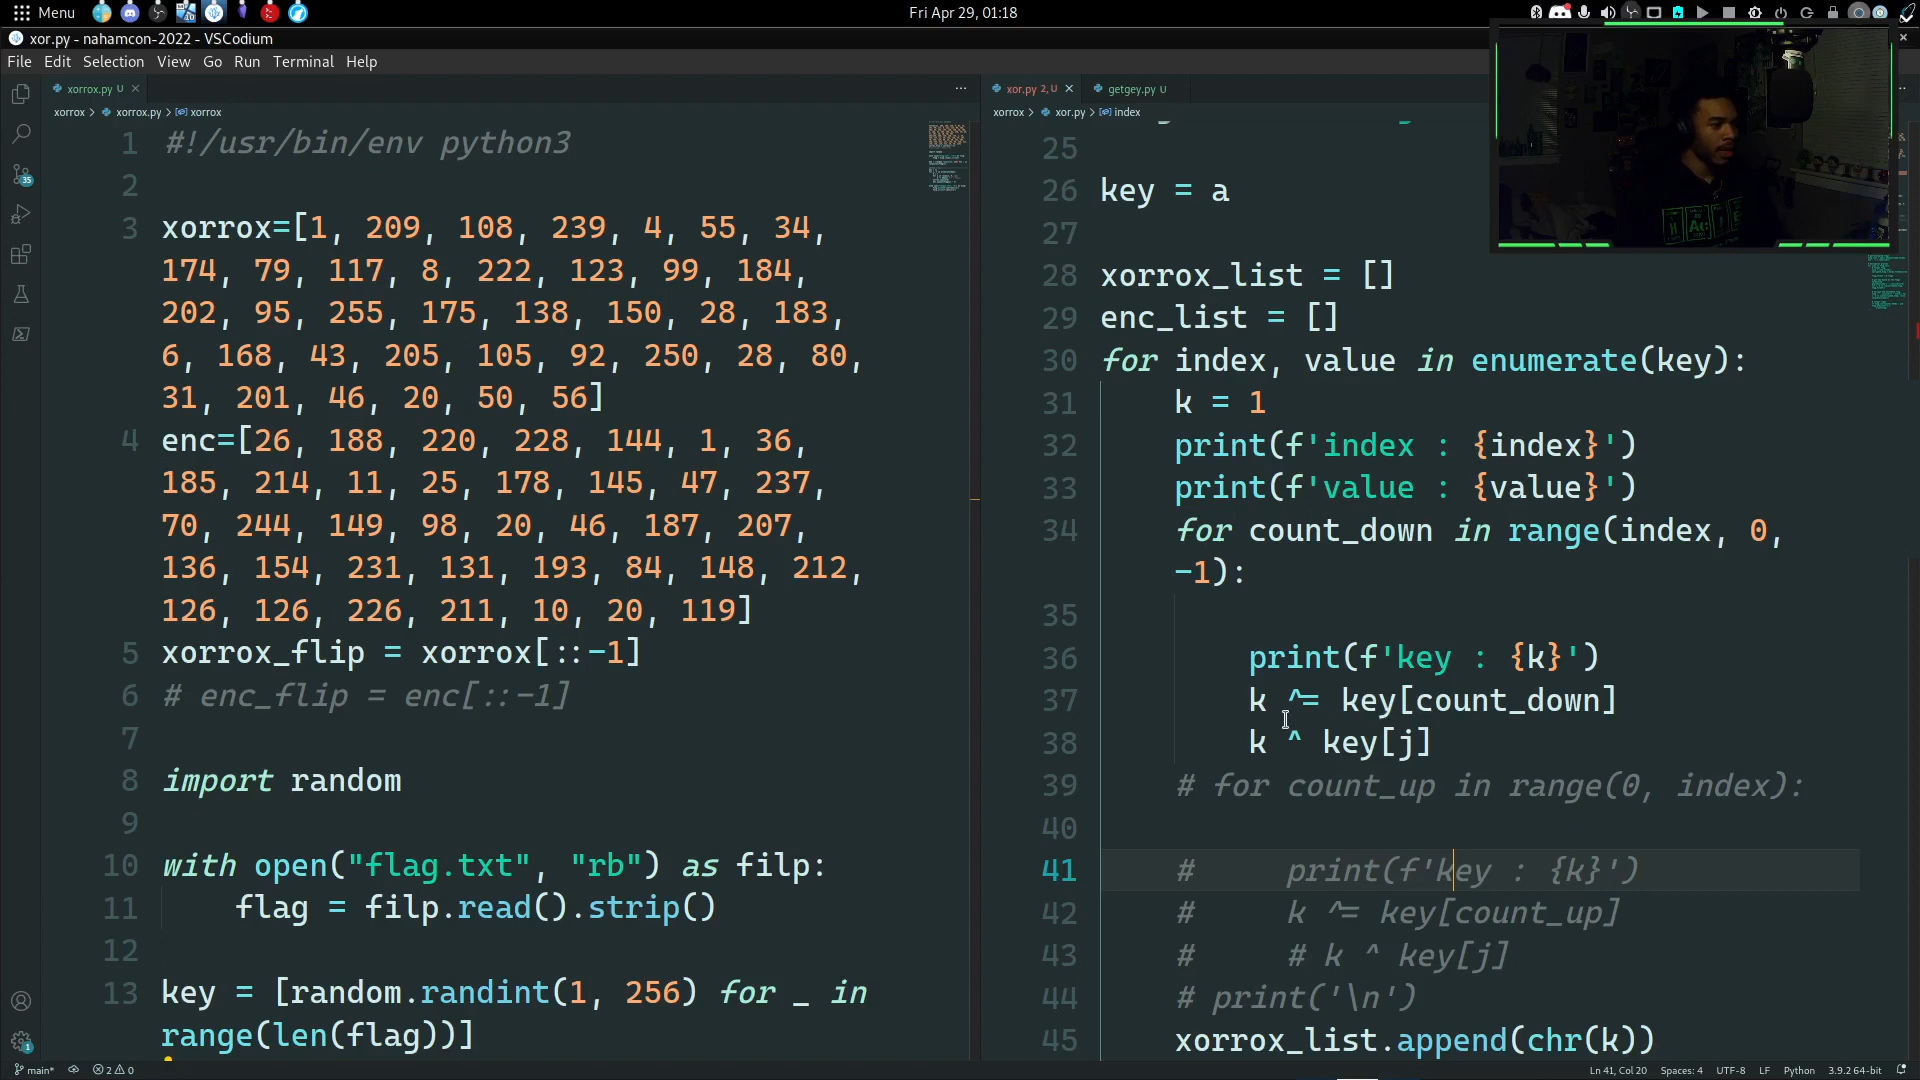 Menu
Fri Apr 29, 01:18
xor.py - nahamcon-2022 - VSCodium
File Edit Selection View Go Run Terminal Help
xorrox.py U
xorrox > xorrox.py > xorrox
1 #!/usr/bin/env python3
2
3 xorrox=[1, 209, 108, 239, 4, 55, 34,
174, 79, 117, 8, 222, 123, 99, 184,
202, 95, 255, 175, 138, 150, 28, 183,
6, 168, 43, 205, 105, 92, 250, 28, 80,
31, 201, 46, 20, 50, 56]
4 enc=[26, 188, 220, 228, 144, 1, 36,
185, 214, 11, 25, 178, 145, 47, 237,
70, 244, 149, 98, 20, 46, 187, 207,
136, 154, 231, 131, 193, 84, 148, 212,
126, 126, 226, 211, 10, 20, 119]
5 xorrox_flip = xorrox[::-1]
6 # enc_flip = enc[::-1]
7
8 import random
9
10 with open("flag.txt", "rb") as filp:
11 flag = filp.read().strip()
12
13 key = [random.randint(1, 256) for _ in
range(len(flag))]
xor.py 2, U
getgey.py U
xorrox > xor.py > index
25
26 key = a
27
28 xorrox_list = []
29 enc_list = []
30 for index, value in enumerate(key):
31 k = 1
32 print(f'index : {index}')
33 print(f'value : {value}')
34 for count_down in range(index, 0,
-1):
35
36 print(f'key : {k}')
37 k ^= key[count_down]
38 k ^ key[j]
39 # for count_up in range(0, index):
40
41 # print(f'key : {k}')
42 # k ^= key[count_up]
43 # # k ^ key[j]
44 # print('\n')
45 xorrox_list.append(chr(k))
35
1
main*
2 0
Ln 41, Col 20 Spaces: 4 UTF-8 LF Python 3.9.2 64-bit